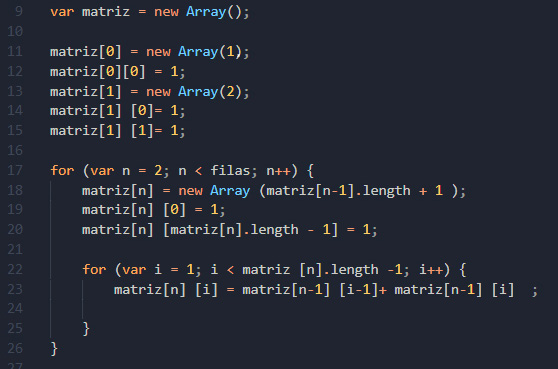 9 var matriz = new Array();
10
11 matriz[0] = new Array(1);
12 matriz[0][0] = 1;
13 matriz[1] = new Array(2);
14 matriz[1] [0]= 1;
15 matriz[1] [1]= 1;
16
17 for (var n = 2; n < filas; n++) {
18 matriz[n] = new Array (matriz[n-1].length + 1 );
19 matriz[n] [0] = 1;
20 matriz[n] [matriz[n].length - 1] = 1;
21
22 for (var i = 1; i < matriz [n].length -1; i++) {
23 matriz[n] [i] = matriz[n-1] [i-1]+ matriz[n-1] [i]  ;
24
25 }
26 }
27